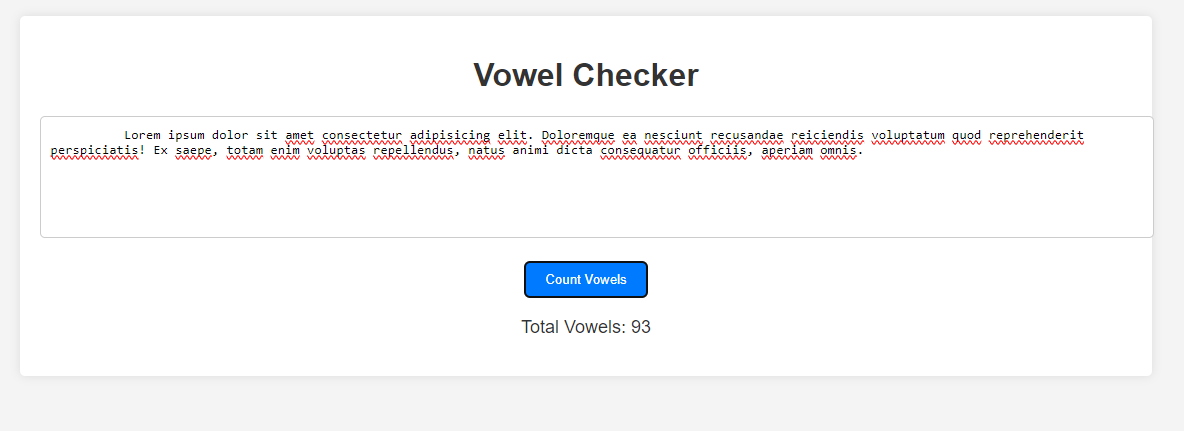 Vowel Checker
Lorem ipsum dolor sit amet consectetur adipisicing elit. Doloremque ea nesciunt recusandae reiciendis voluptatum quod reprehenderit
perspiciatis! Ex saepe, totam enim voluptas repellendus, natus animi dicta consequatur officiis, aperiam omnis.
Count Vowels
Total Vowels: 93